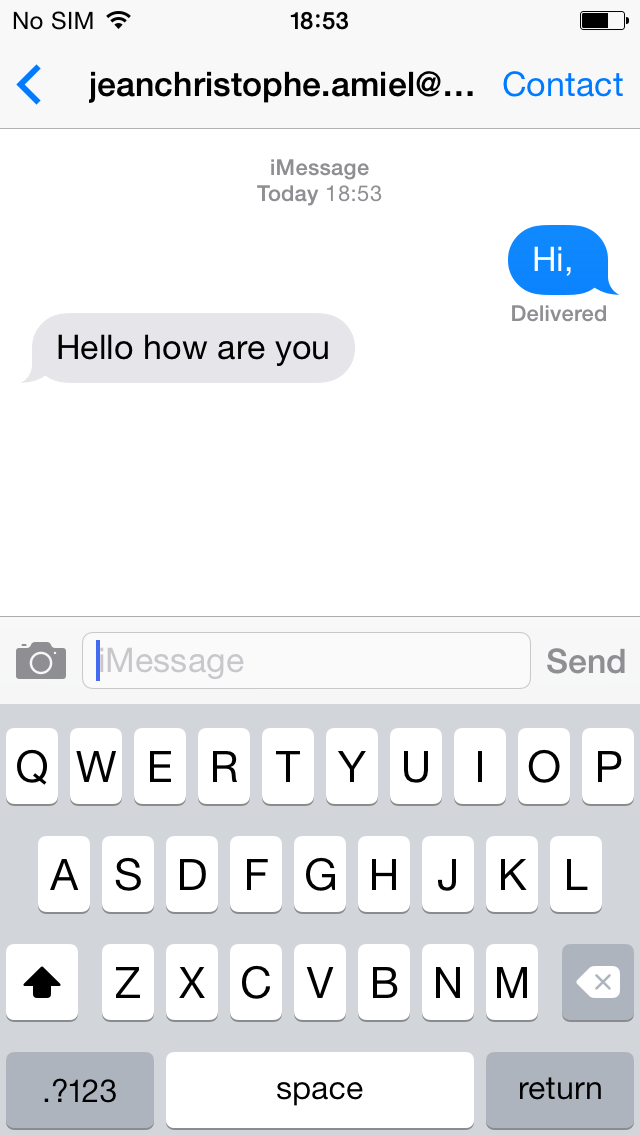 No SIM 18:53
jeanchristophe.amiel@... Contact
iMessage
Today 18:53
Hi,
Delivered
Hello how are you
iMessage Send
Q W E R T Y U I O P
A S D F G H J K L
Z X C V B N M
.?123 space return